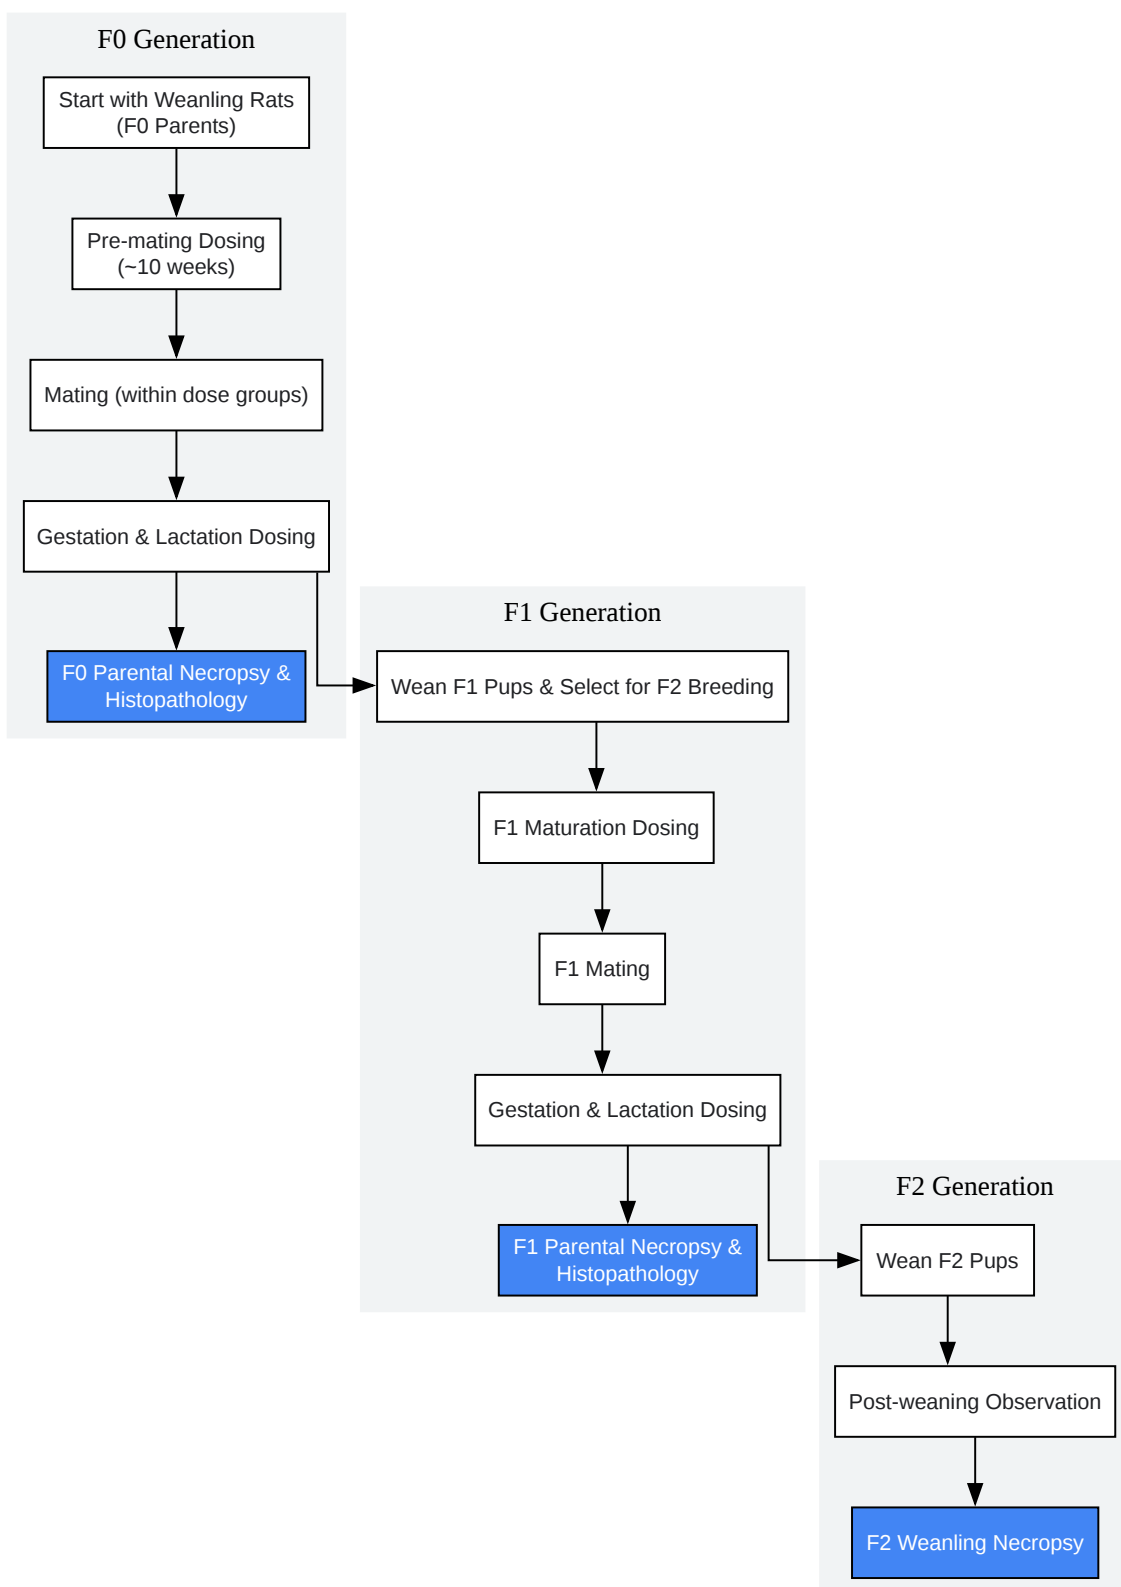 F0 Generation
Start with Weanling Rats
(F0 Parents)
Pre-mating Dosing
(~10 weeks)
Mating (within dose groups)
Gestation & Lactation Dosing
F0 Parental Necropsy &
Histopathology
F1 Generation
Wean F1 Pups & Select for F2 Breeding
F1 Maturation Dosing
F1 Mating
Gestation & Lactation Dosing
F1 Parental Necropsy &
Histopathology
F2 Generation
Wean F2 Pups
Post-weaning Observation
F2 Weanling Necropsy